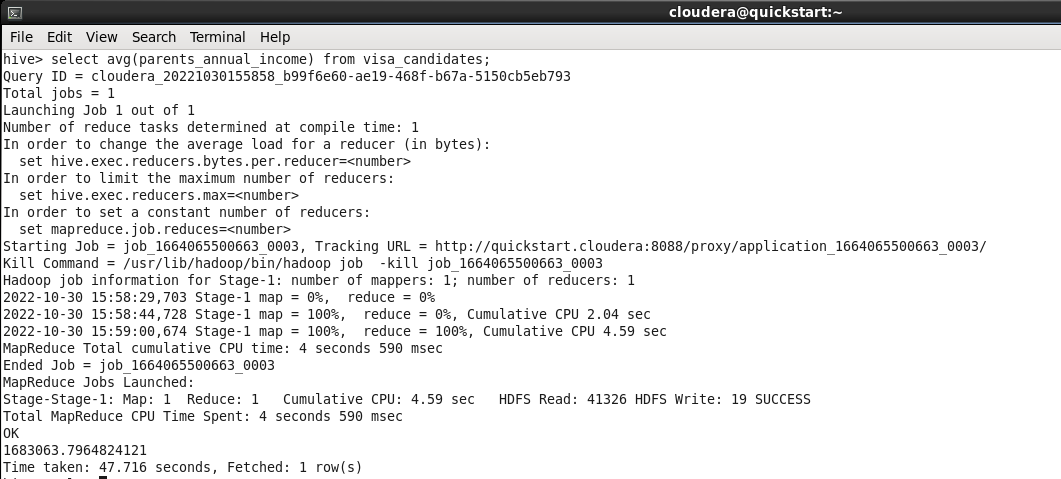 cloudera@quickstart:~
File Edit View Search Terminal Help
hive> select avg(parents_annual_income) from visa_candidates;
Query ID = cloudera_20221030155858_b99f6e60-ae19-468f-b67a-5150cb5eb793
Total jobs = 1
Launching Job 1 out of 1
Number of reduce tasks determined at compile time: 1
In order to change the average load for a reducer (in bytes):
  set hive.exec.reducers.bytes.per.reducer=<number>
In order to limit the maximum number of reducers:
  set hive.exec.reducers.max=<number>
In order to set a constant number of reducers:
  set mapreduce.job.reduces=<number>
Starting Job = job_1664065500663_0003, Tracking URL = http://quickstart.cloudera:8088/proxy/application_1664065500663_0003/
Kill Command = /usr/lib/hadoop/bin/hadoop job  -kill job_1664065500663_0003
Hadoop job information for Stage-1: number of mappers: 1; number of reducers: 1
2022-10-30 15:58:29,703 Stage-1 map = 0%,  reduce = 0%
2022-10-30 15:58:44,728 Stage-1 map = 100%,  reduce = 0%, Cumulative CPU 2.04 sec
2022-10-30 15:59:00,674 Stage-1 map = 100%,  reduce = 100%, Cumulative CPU 4.59 sec
MapReduce Total cumulative CPU time: 4 seconds 590 msec
Ended Job = job_1664065500663_0003
MapReduce Jobs Launched:
Stage-Stage-1: Map: 1  Reduce: 1   Cumulative CPU: 4.59 sec   HDFS Read: 41326 HDFS Write: 19 SUCCESS
Total MapReduce CPU Time Spent: 4 seconds 590 msec
OK
1683063.7964824121
Time taken: 47.716 seconds, Fetched: 1 row(s)